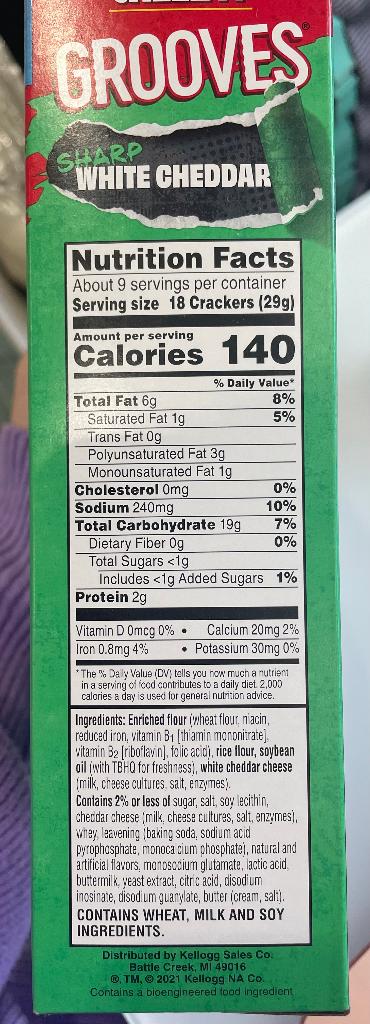 GROOVES®
SHARP
WHITE CHEDDAR
Nutrition Facts
About 9 servings per container
Serving size 18 Crackers (29g)
Amount per serving
Calories 140
% Daily Value*
Total Fat 6g 8%
Saturated Fat 1g 5%
Trans Fat 0g
Polyunsaturated Fat 3g
Monounsaturated Fat 1g
Cholesterol 0mg 0%
Sodium 240mg 10%
Total Carbohydrate 19g 7%
Dietary Fiber 0g 0%
Total Sugars <1g
Includes <1g Added Sugars 1%
Protein 2g
Vitamin D 0mcg 0% • Calcium 20mg 2%
Iron 0.8mg 4% • Potassium 30mg 0%
*The % Daily Value (DV) tells you how much a nutrient
in a serving of food contributes to a daily diet. 2,000
calories a day is used for general nutrition advice.
Ingredients: Enriched flour (wheat flour, niacin,
reduced iron, vitamin B1 [thiamin mononitrate],
vitamin B2 [riboflavin], folic acid), rice flour, soybean
oil (with TBHQ for freshness), white cheddar cheese
(milk, cheese cultures, salt, enzymes).
Contains 2% or less of sugar, salt, soy lecithin,
cheddar cheese (milk, cheese cultures, salt, enzymes),
whey, leavening (baking soda, sodium acid
pyrophosphate, monocalcium phosphate), natural and
artificial flavors, monosodium glutamate, lactic acid,
buttermilk, yeast extract, citric acid, disodium
inosinate, disodium guanylate, butter (cream, salt).
CONTAINS WHEAT, MILK AND SOY
INGREDIENTS.
Distributed by Kellogg Sales Co.
Battle Creek, MI 49016
®, TM, © 2021 Kellogg NA Co.
Contains a bioengineered food ingredient